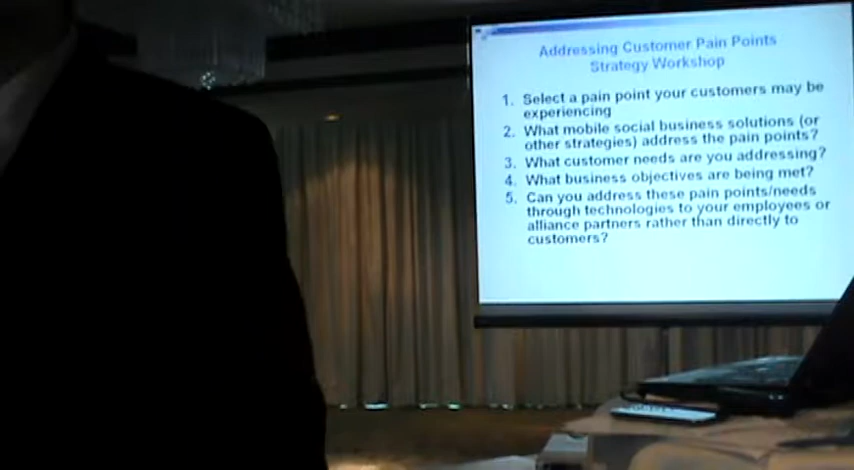 Addressing Customer Pain Points
Strategy Workshop
1. Select a pain point your customers may be
experiencing
2. What mobile social business solutions (or
other strategies) address the pain points?
3. What customer needs are you addressing?
4. What business objectives are being met?
5. Can you address these pain points/needs
through technologies to your employees or
alliance partners rather than directly to
customers?